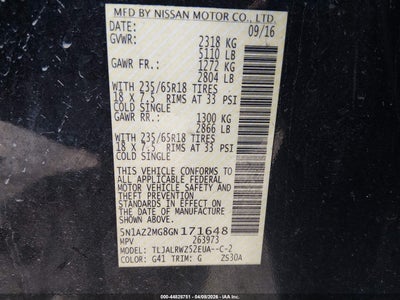 MFD BY NISSAN MOTOR CO., LTD.
DATE: 09/16
GVWR: 2318 KG
5110 LB
GAWR FR.: 1272 KG
2804 LB
WITH 235/65R18 TIRES
18 X 7.5 RIMS AT 33 PSI
COLD SINGLE
GAWR RR.: 1300 KG
2866 LB
WITH 235/65R18 TIRES
18 X 7.5 RIMS AT 33 PSI
COLD SINGLE
THIS VEHICLE CONFORMS TO
ALL APPLICABLE FEDERAL
MOTOR VEHICLE SAFETY AND
THEFT PREVENTION
STANDARDS IN EFFECT ON
THE DATE OF MANUFACTURE
SHOWN ABOVE.
5N1AZ2MG8GN171648
MPV 263973
MODEL: TLJALRWZ52EUA--C-2
COLOR: G41 TRIM: G ZS30A
ID: 44828751 - 04/08/2026 - © IAA, Inc.